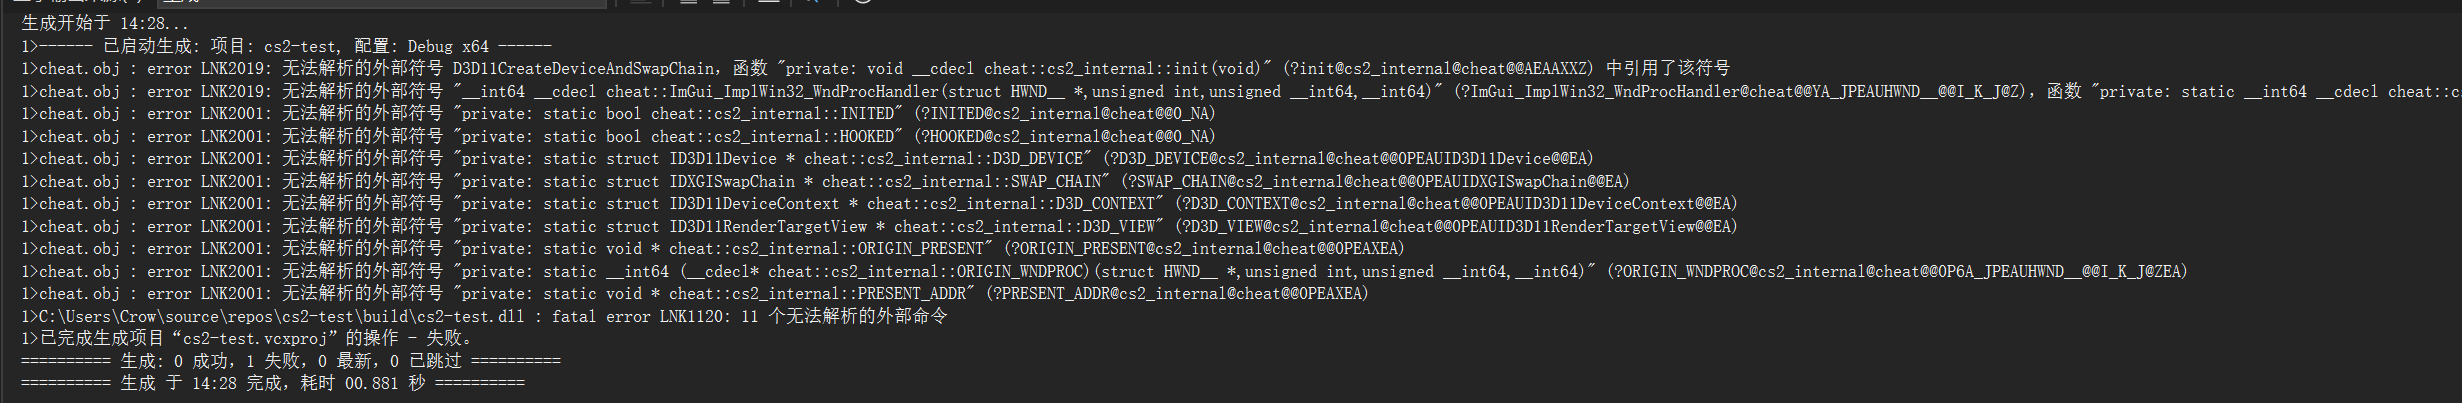 生成开始于 14:28...
1>------ 已启动生成: 项目: cs2-test, 配置: Debug x64 ------
1>cheat.obj : error LNK2019: 无法解析的外部符号 D3D11CreateDeviceAndSwapChain，函数 "private: void __cdecl cheat::cs2_internal::init(void)" (?init@cs2_internal@cheat@@AEAAXXZ) 中引用了该符号
1>cheat.obj : error LNK2019: 无法解析的外部符号 "__int64 __cdecl cheat::ImGui_ImplWin32_WndProcHandler(struct HWND__ *,unsigned int,unsigned __int64,__int64)" (?ImGui_ImplWin32_WndProcHandler@cheat@@YA_JPEAUHWND__@@I_K_J@Z)，函数 "private: static __int64 __cdecl cheat::cs
1>cheat.obj : error LNK2001: 无法解析的外部符号 "private: static bool cheat::cs2_internal::INITED" (?INITED@cs2_internal@cheat@@0_NA)
1>cheat.obj : error LNK2001: 无法解析的外部符号 "private: static bool cheat::cs2_internal::HOOKED" (?HOOKED@cs2_internal@cheat@@0_NA)
1>cheat.obj : error LNK2001: 无法解析的外部符号 "private: static struct ID3D11Device * cheat::cs2_internal::D3D_DEVICE" (?D3D_DEVICE@cs2_internal@cheat@@0PEAUID3D11Device@@EA)
1>cheat.obj : error LNK2001: 无法解析的外部符号 "private: static struct IDXGISwapChain * cheat::cs2_internal::SWAP_CHAIN" (?SWAP_CHAIN@cs2_internal@cheat@@0PEAUIDXGISwapChain@@EA)
1>cheat.obj : error LNK2001: 无法解析的外部符号 "private: static struct ID3D11DeviceContext * cheat::cs2_internal::D3D_CONTEXT" (?D3D_CONTEXT@cs2_internal@cheat@@0PEAUID3D11DeviceContext@@EA)
1>cheat.obj : error LNK2001: 无法解析的外部符号 "private: static struct ID3D11RenderTargetView * cheat::cs2_internal::D3D_VIEW" (?D3D_VIEW@cs2_internal@cheat@@0PEAUID3D11RenderTargetView@@EA)
1>cheat.obj : error LNK2001: 无法解析的外部符号 "private: static void * cheat::cs2_internal::ORIGIN_PRESENT" (?ORIGIN_PRESENT@cs2_internal@cheat@@0PEAXEA)
1>cheat.obj : error LNK2001: 无法解析的外部符号 "private: static __int64 (__cdecl* cheat::cs2_internal::ORIGIN_WNDPROC)(struct HWND__ *,unsigned int,unsigned __int64,__int64)" (?ORIGIN_WNDPROC@cs2_internal@cheat@@0P6A_JPEAUHWND__@@I_K_J@ZEA)
1>cheat.obj : error LNK2001: 无法解析的外部符号 "private: static void * cheat::cs2_internal::PRESENT_ADDR" (?PRESENT_ADDR@cs2_internal@cheat@@0PEAXEA)
1>C:\Users\Crow\source\repos\cs2-test\build\cs2-test.dll : fatal error LNK1120: 11 个无法解析的外部命令
1>已完成生成项目“cs2-test.vcxproj”的操作 - 失败。
========== 生成: 0 成功，1 失败，0 最新，0 已跳过 ==========
========== 生成 于 14:28 完成，耗时 00.881 秒 ==========